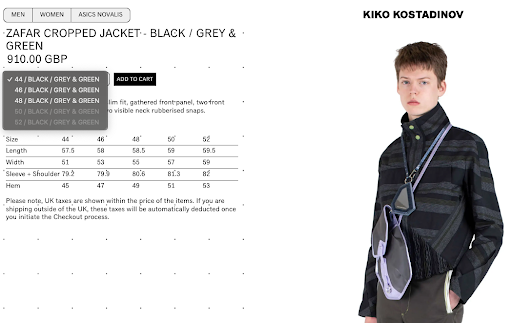 MEN WOMEN ASICS NOVALIS
KIKO KOSTADINOV
ZAFAR CROPPED JACKET - BLACK / GREY &
GREEN
910.00 GBP
✓ 44 / BLACK / GREY & GREEN
ADD TO CART
46 / BLACK / GREY & GREEN
48 / BLACK / GREY & GREEN
50 / BLACK / GREY & GREEN
52 / BLACK / GREY & GREEN
slim fit, gathered front panel, two front
visible neck rubberised snaps.
Size 44 46 48 50 52
Length 57.5 58 58.5 59 59.5
Width 51 53 55 57 59
Sleeve + Shoulder 79.2 79.9 80.6 81.3 82
Hem 45 47 49 51 53
Please note, UK taxes are shown within the price of the items. If you are
shipping outside of the UK, these taxes will be automatically deducted once
you initiate the Checkout process.